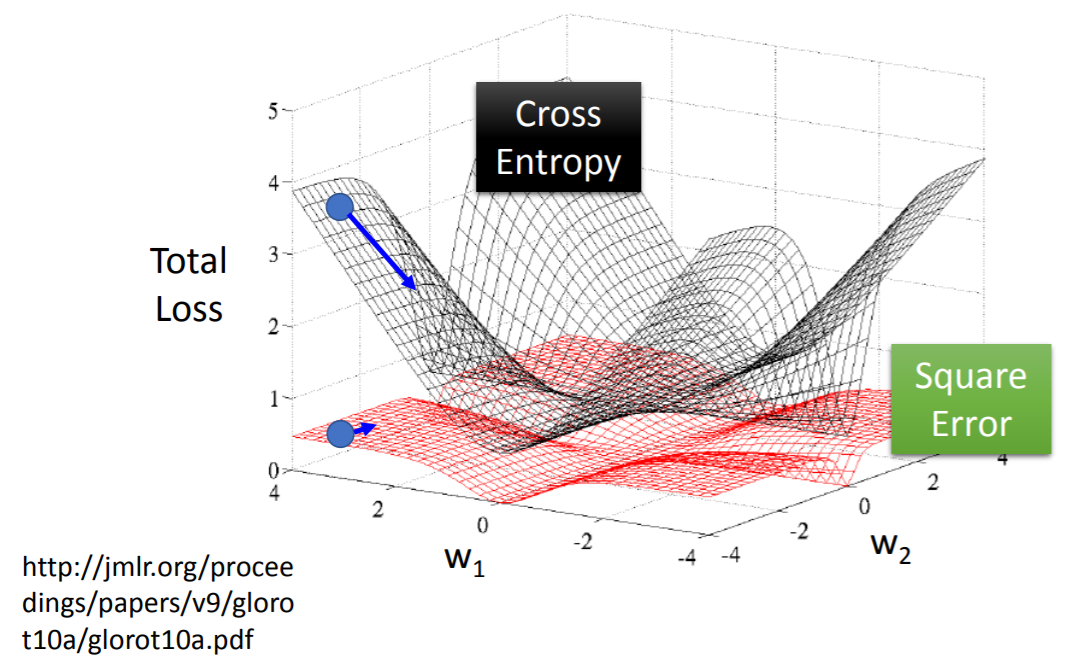 Cross
Entropy
5
4
Total
Loss
3
2
1
0
Square
Error
4
2
0
-2
-4
-4
-2
0
2
4
w1
w2
http://jmlr.org/procee
dings/papers/v9/gloro
t10a/glorot10a.pdf